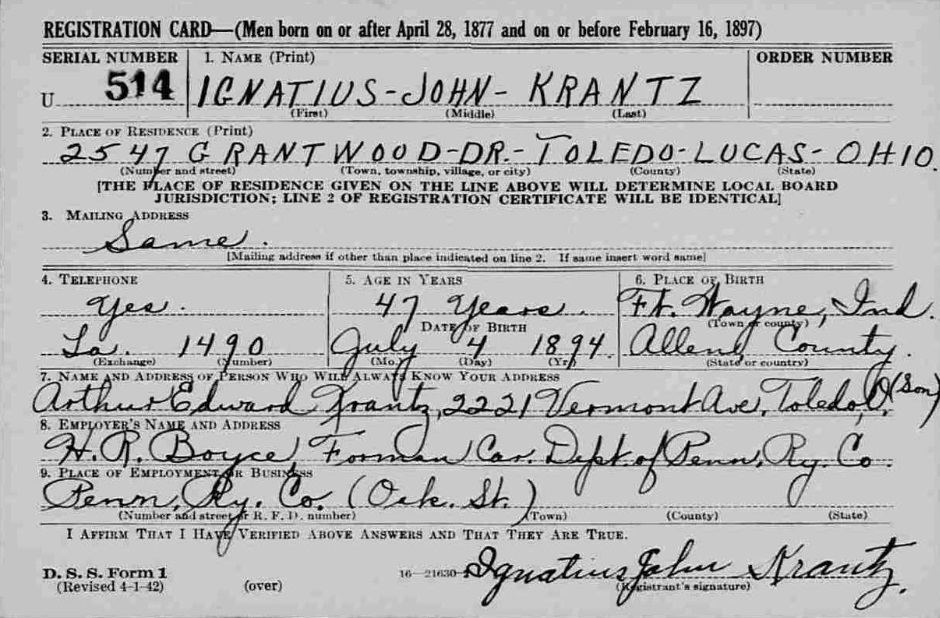 REGISTRATION CARD—(Men born on or after April 28, 1877 and on or before February 16, 1897)
SERIAL NUMBER 1. NAME (Print) ORDER NUMBER
U 514 IGNATIUS-JOHN-KRANTZ
(First) (Middle) (Last)
2. PLACE OF RESIDENCE (Print)
2547 GRANTWOOD-DR.-TOLEDO-LUCAS-OHIO.
(Number and street) (Town, township, village, or city) (County) (State)
[THE PLACE OF RESIDENCE GIVEN ON THE LINE ABOVE WILL DETERMINE LOCAL BOARD
JURISDICTION; LINE 2 OF REGISTRATION CERTIFICATE WILL BE IDENTICAL]
3. MAILING ADDRESS
Same.
[Mailing address if other than place indicated on line 2. If same insert word same]
4. TELEPHONE 5. AGE IN YEARS 6. PLACE OF BIRTH
Yes. 47 Years. Ft. Wayne, Ind.
DATE OF BIRTH (Town or county)
La. 1490 July 4 1894. Allen County.
(Exchange) (Number) (Mo.) (Day) (Yr.) (State or country)
7. NAME AND ADDRESS OF PERSON WHO WILL ALWAYS KNOW YOUR ADDRESS
Arthur Edward Krantz, 2221 Vermont Ave, Toledo, O. (Son)
8. EMPLOYER'S NAME AND ADDRESS
H. R. Boyce Forman Car. Dept. of Penn. Ry. Co.
9. PLACE OF EMPLOYMENT OR BUSINESS
Penn. Ry. Co. (Oak. St.)
(Number and street or R. F. D. number) (Town) (County) (State)
I AFFIRM THAT I HAVE VERIFIED ABOVE ANSWERS AND THAT THEY ARE TRUE.
D. S. S. Form 1 16—21630-2 Ignatius John Krantz.
(Revised 4-1-42) (over) (Registrant's signature)